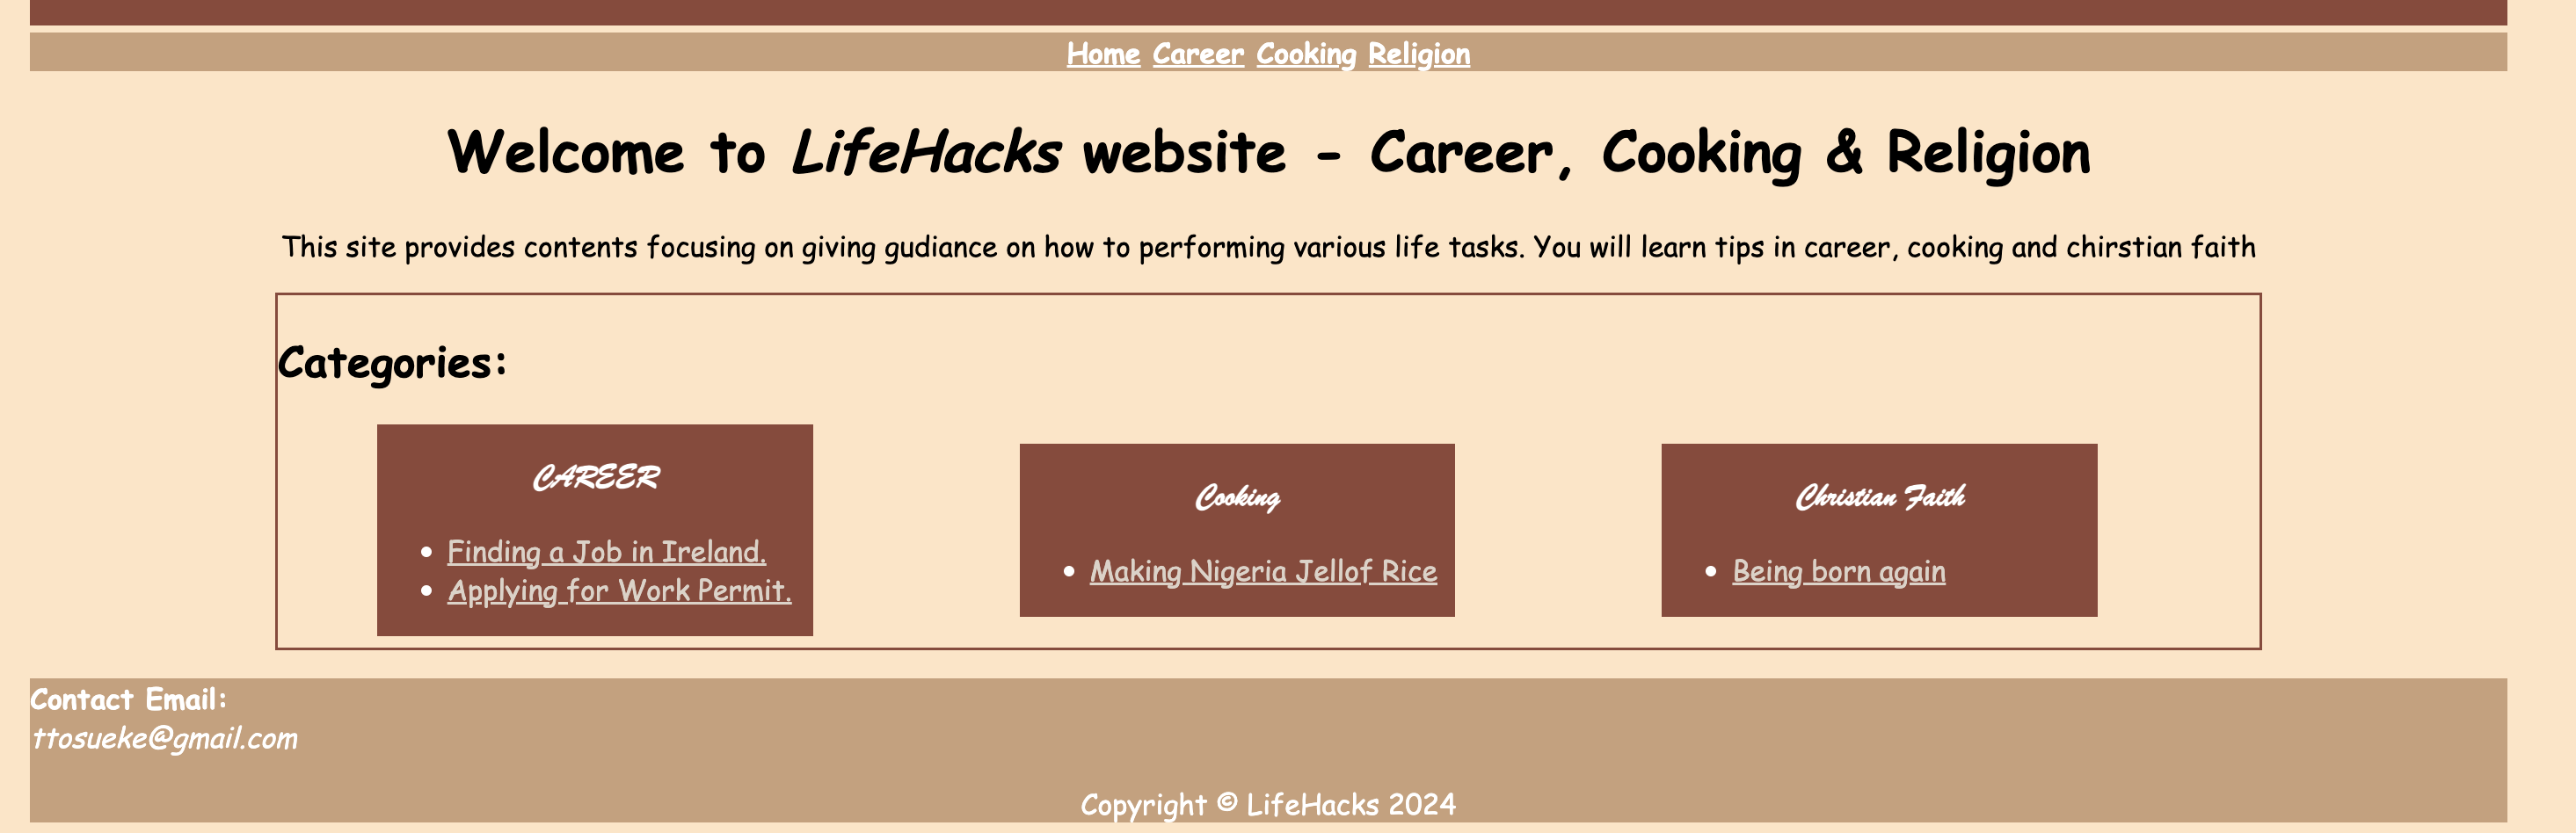 Home Career Cooking Religion
Welcome to LifeHacks website - Career, Cooking & Religion
This site provides contents focusing on giving gudiance on how to performing various life tasks. You will learn tips in career, cooking and chirstian faith
Categories:
CAREER
• Finding a Job in Ireland.
• Applying for Work Permit.
Cooking
• Making Nigeria Jellof Rice
Christian Faith
• Being born again
Contact Email:
ttosueke@gmail.com
Copyright © LifeHacks 2024